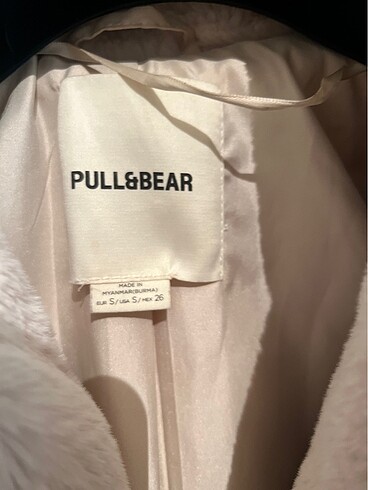 PULL&BEAR
MADE IN
MYANMAR(BURMA)
EUR S/USA S/MEX 26